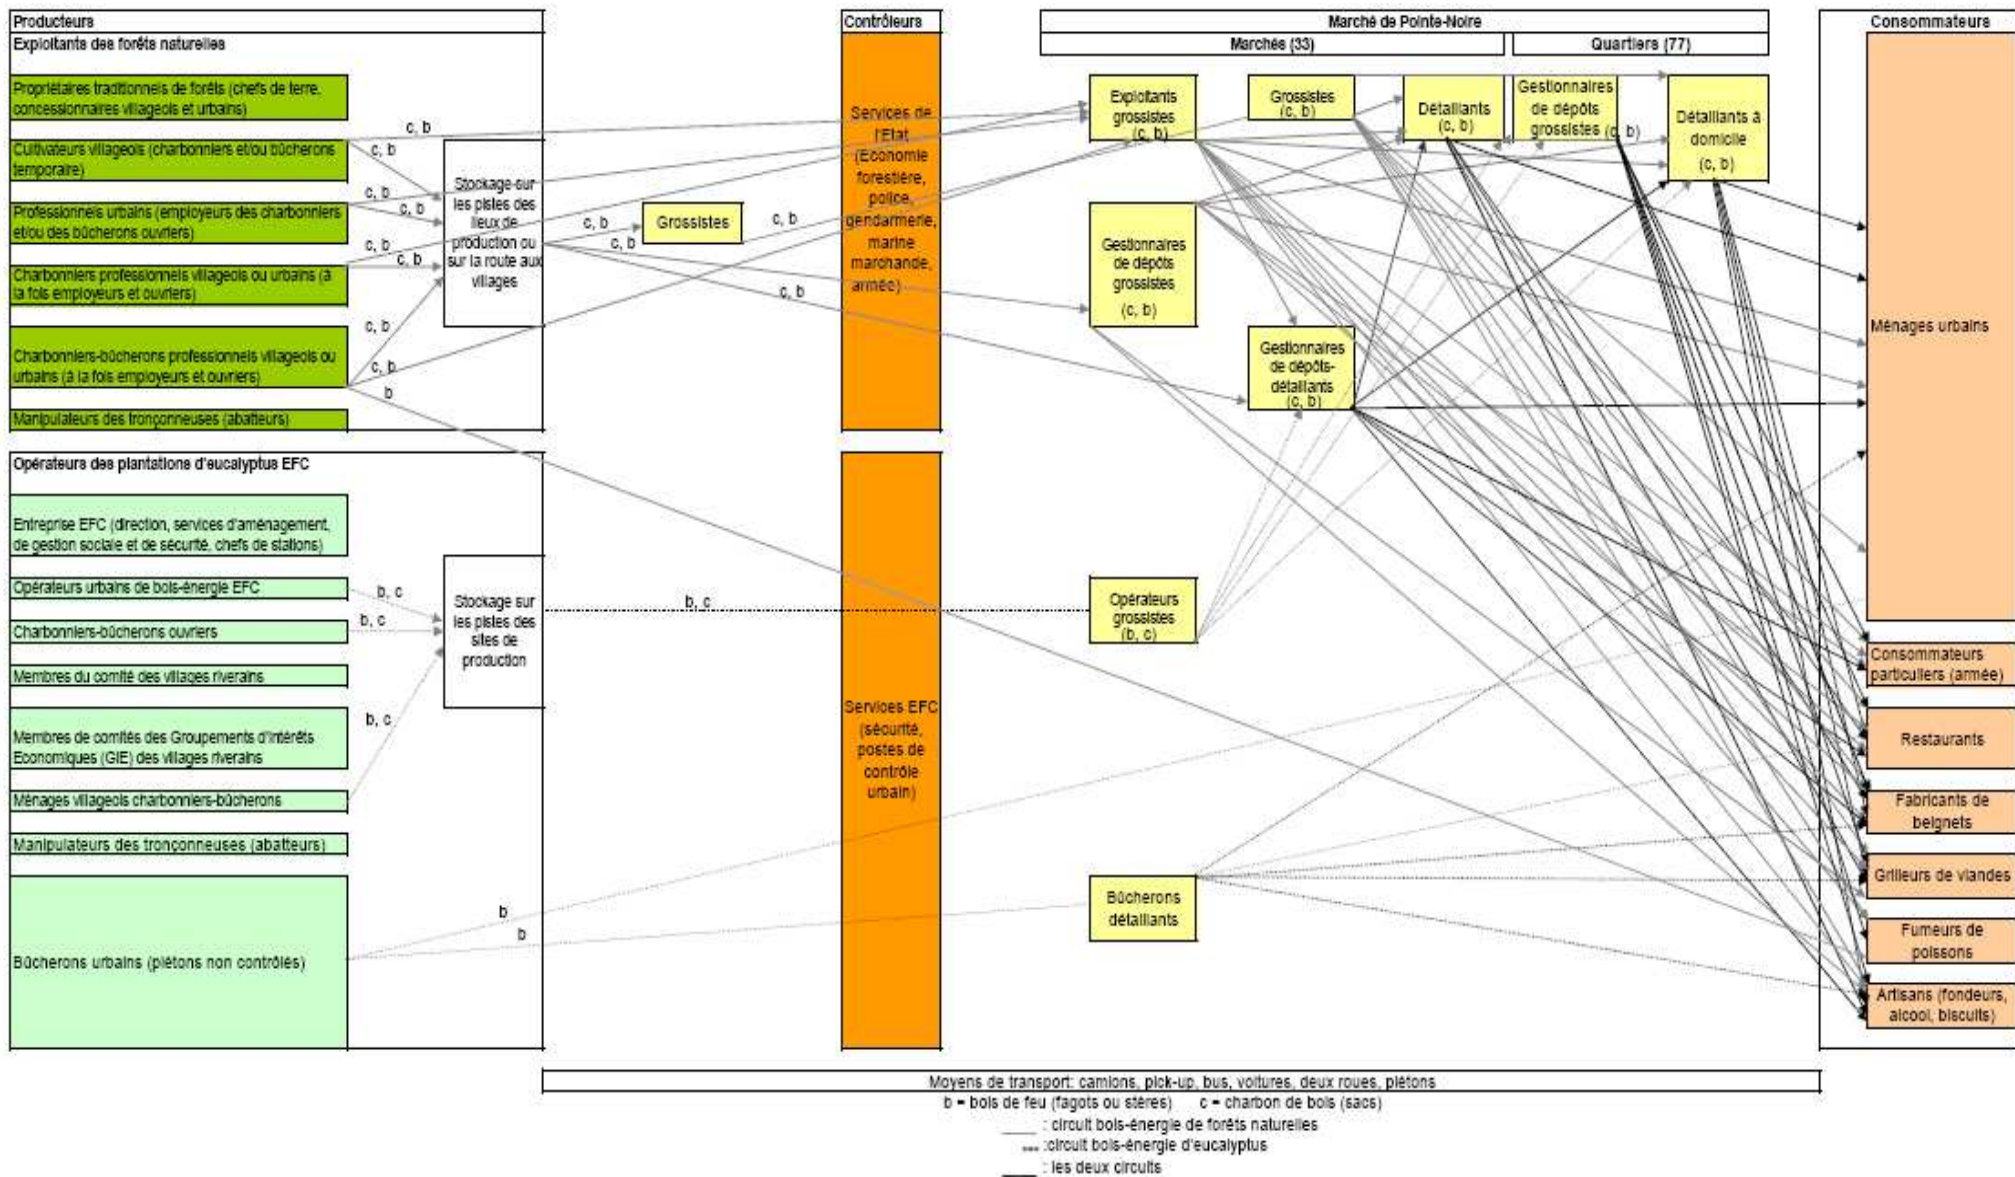 Producteurs
Exploitants des forêts naturelles
Propriétaires traditionnels de forêts (chefs de terre,
concessionnaires villageois et urbains)
Cultivateurs villageois (charbonniers et/ou bûcherons
temporaire)
Professionnels urbains (employeurs des charbonniers
et/ou des bûcherons ouvriers)
Charbonniers professionnels villageois ou urbains (à
la fois employeurs et ouvriers)
Charbonniers-bûcherons professionnels villageois ou
urbains (à la fois employeurs et ouvriers)
Manipulateurs des tronçonneuses (abatteurs)
c, b
c, b
c, b
c, b
c, b
c, b
c, b
c, b
b
Stockage sur
les pistes des
lieux de
production ou
sur la route aux
villages
c, b
c, b
c, b
c, b
Grossistes
Opérateurs des plantations d'eucalyptus EFC
Entreprise EFC (direction, services d'aménagement,
de gestion sociale et de sécurité, chefs de stations)
Opérateurs urbains de bois-énergie EFC
Charbonniers-bûcherons ouvriers
Membres du comité des villages riverains
Membres de comités des Groupements d'Intérêts
Economiques (GIE) des villages riverains
Ménages villageois charbonniers-bûcherons
Manipulateurs des tronçonneuses (abatteurs)
Bûcherons urbains (piétons non contrôlés)
b, c
b, c
b, c
Stockage sur
les pistes des
sites de
production
b, c
b
b
Contrôleurs
Services de
l'Etat
(Economie
forestière,
police,
gendarmerie,
marine
marchande,
armée)
Services EFC
(sécurité,
postes de
contrôle
urbain)
Marché de Pointe-Noire
Marchés (33)
Quartiers (77)
Exploitants
grossistes
(c, b)
Grossistes
(c, b)
Détaillants
(c, b)
Gestionnaires
de dépôts
grossistes (c, b)
Détaillants à
domicile
(c, b)
Gestionnaires
de dépôts
grossistes
(c, b)
Gestionnaires
de dépôts-
détaillants
(c, b)
Opérateurs
grossistes
(b, c)
Bûcherons
détaillants
Consommateurs
Ménages urbains
Consommateurs
particuliers (armée)
Restaurants
Fabricants de
beignets
Grilleurs de viandes
Fumeurs de
poissons
Artisans (fondeurs,
alcool, biscuits)
Moyens de transport: camions, pick-up, bus, voitures, deux roues, piétons
b = bois de feu (fagots ou stères) c = charbon de bois (sacs)
____ : circuit bois-énergie de forêts naturelles
--- :circuit bois-énergie d'eucalyptus
____ : les deux circuits